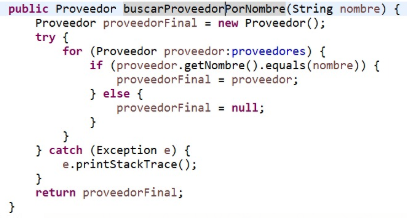 public Proveedor buscarProveedorPorNombre(String nombre) {
    Proveedor proveedorFinal = new Proveedor();
    try {
        for (Proveedor proveedor:proveedores) {
            if (proveedor.getNombre().equals(nombre)) {
                proveedorFinal = proveedor;
            } else {
                proveedorFinal = null;
            }
        }
    } catch (Exception e) {
        e.printStackTrace();
    }
    return proveedorFinal;
}